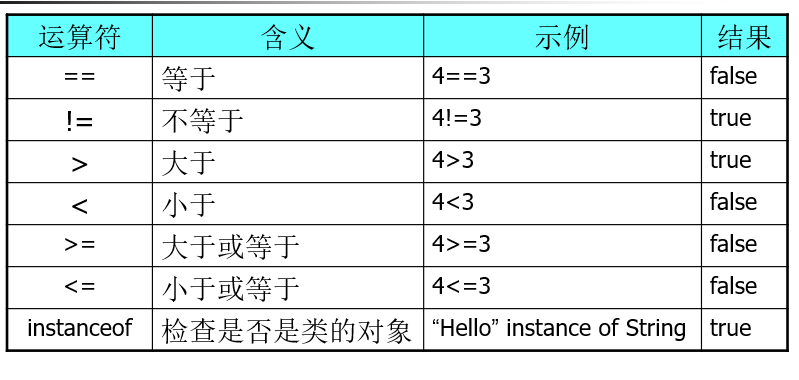 运算符 含义 示例 结果
== 等于 4==3 false
!= 不等于 4!=3 true
> 大于 4>3 true
< 小于 4<3 false
>= 大于或等于 4>=3 false
<= 小于或等于 4<=3 false
instanceof 检查是否是类的对象 “Hello” instance of String true